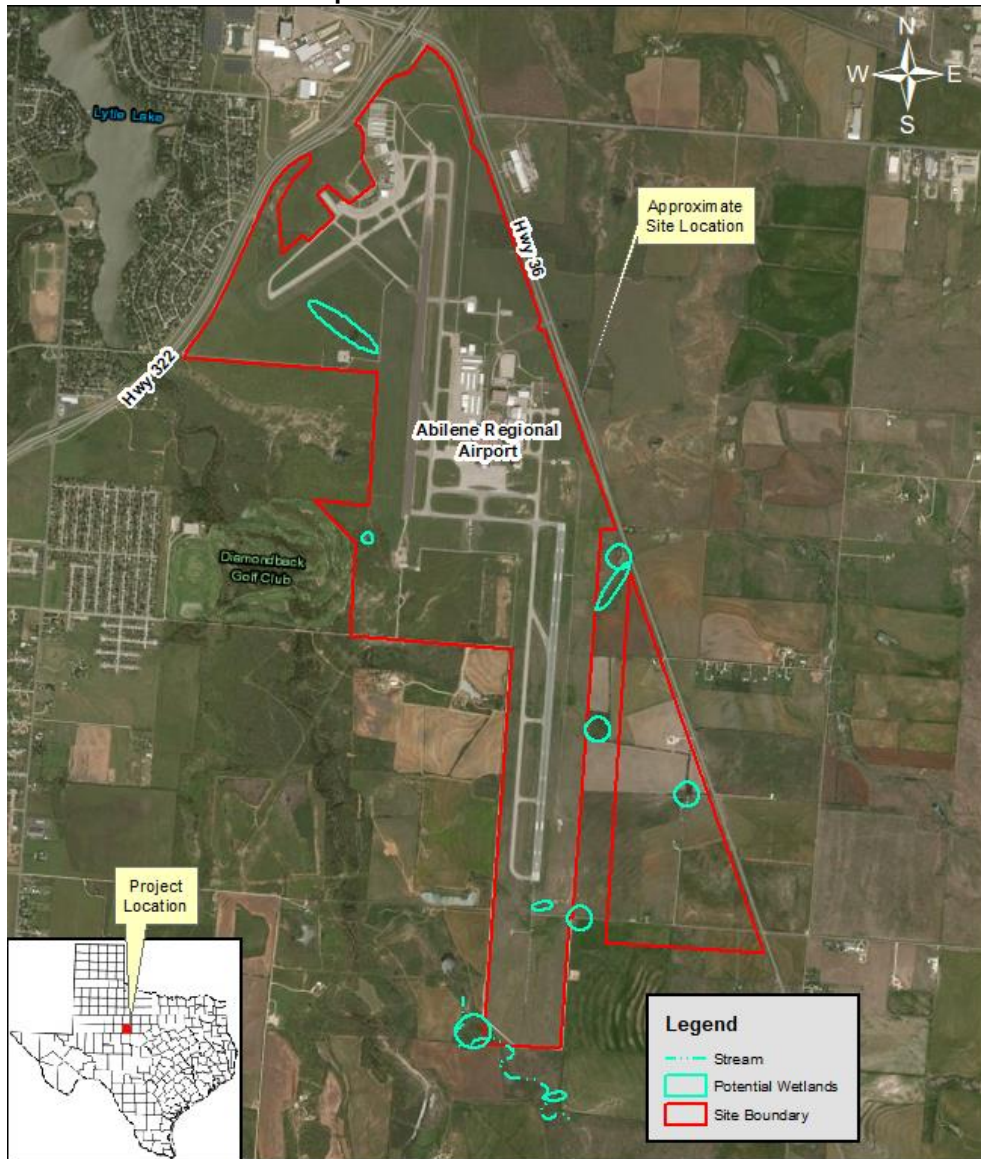 N
W E
S
Lytle Lake
Approximate
Site Location
Hwy 36
Hwy 322
Abilene Regional
Airport
Diamondback
Golf Club
Project
Location
Legend
Stream
Potential Wetlands
Site Boundary